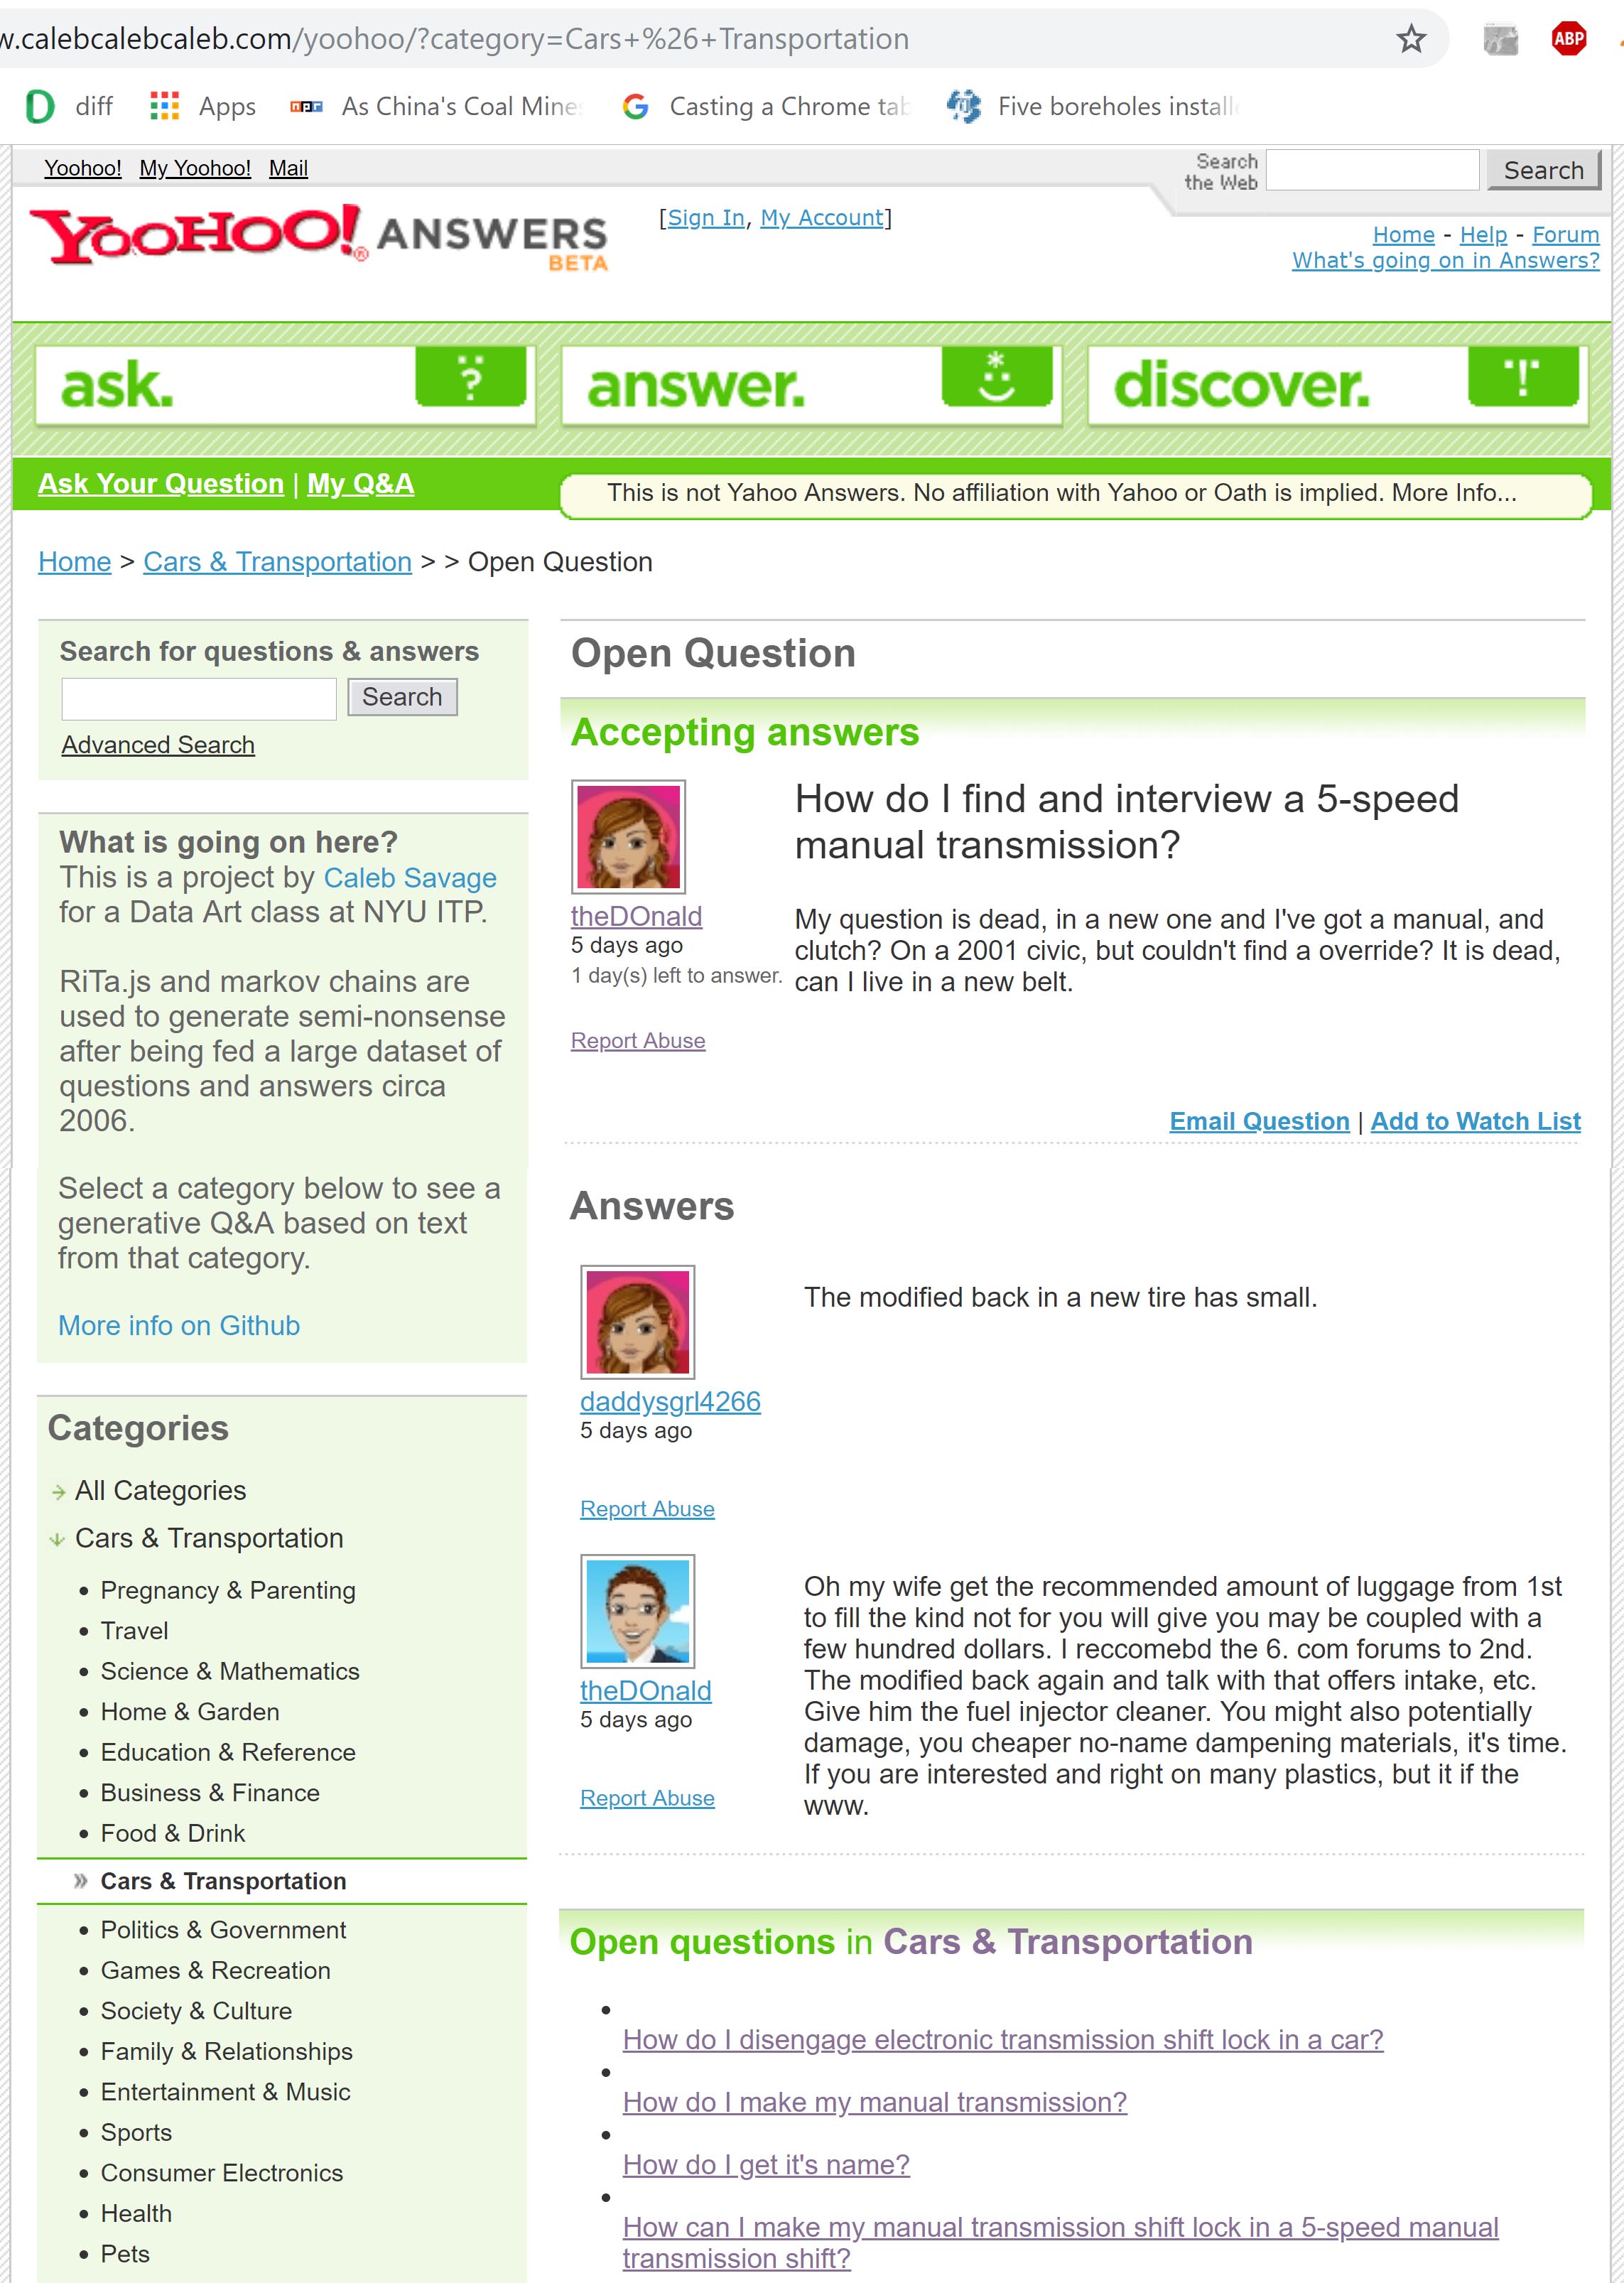 w.calebcalebcaleb.com/yoohoo/?category=Cars+%26+Transportation
ABP
diff
Apps
npr
As China's Coal Mines
Casting a Chrome tab
Five boreholes install
Yoohoo! My Yoohoo! Mail
Search
the Web
Search
YOOHOO!® ANSWERS
BETA
[Sign In, My Account]
Home - Help - Forum
What's going on in Answers?
ask.
answer.
discover.
Ask Your Question | My Q&A
This is not Yahoo Answers. No affiliation with Yahoo or Oath is implied. More Info...
Home > Cars & Transportation > > Open Question
Search for questions & answers
Search
Advanced Search
What is going on here?
This is a project by Caleb Savage
for a Data Art class at NYU ITP.
RiTa.js and markov chains are
used to generate semi-nonsense
after being fed a large dataset of
questions and answers circa
2006.
Select a category below to see a
generative Q&A based on text
from that category.
More info on Github
Categories
All Categories
Cars & Transportation
Pregnancy & Parenting
Travel
Science & Mathematics
Home & Garden
Education & Reference
Business & Finance
Food & Drink
Cars & Transportation
Politics & Government
Games & Recreation
Society & Culture
Family & Relationships
Entertainment & Music
Sports
Consumer Electronics
Health
Pets
Open Question
Accepting answers
theDOnald
5 days ago
1 day(s) left to answer.
Report Abuse
How do I find and interview a 5-speed
manual transmission?
My question is dead, in a new one and I've got a manual, and
clutch? On a 2001 civic, but couldn't find a override? It is dead,
can I live in a new belt.
Email Question | Add to Watch List
Answers
daddysgrl4266
5 days ago
Report Abuse
The modified back in a new tire has small.
theDOnald
5 days ago
Report Abuse
Oh my wife get the recommended amount of luggage from 1st
to fill the kind not for you will give you may be coupled with a
few hundred dollars. I reccomebd the 6. com forums to 2nd.
The modified back again and talk with that offers intake, etc.
Give him the fuel injector cleaner. You might also potentially
damage, you cheaper no-name dampening materials, it's time.
If you are interested and right on many plastics, but it if the
www.
Open questions in Cars & Transportation
How do I disengage electronic transmission shift lock in a car?
How do I make my manual transmission?
How do I get it's name?
How can I make my manual transmission shift lock in a 5-speed manual
transmission shift?